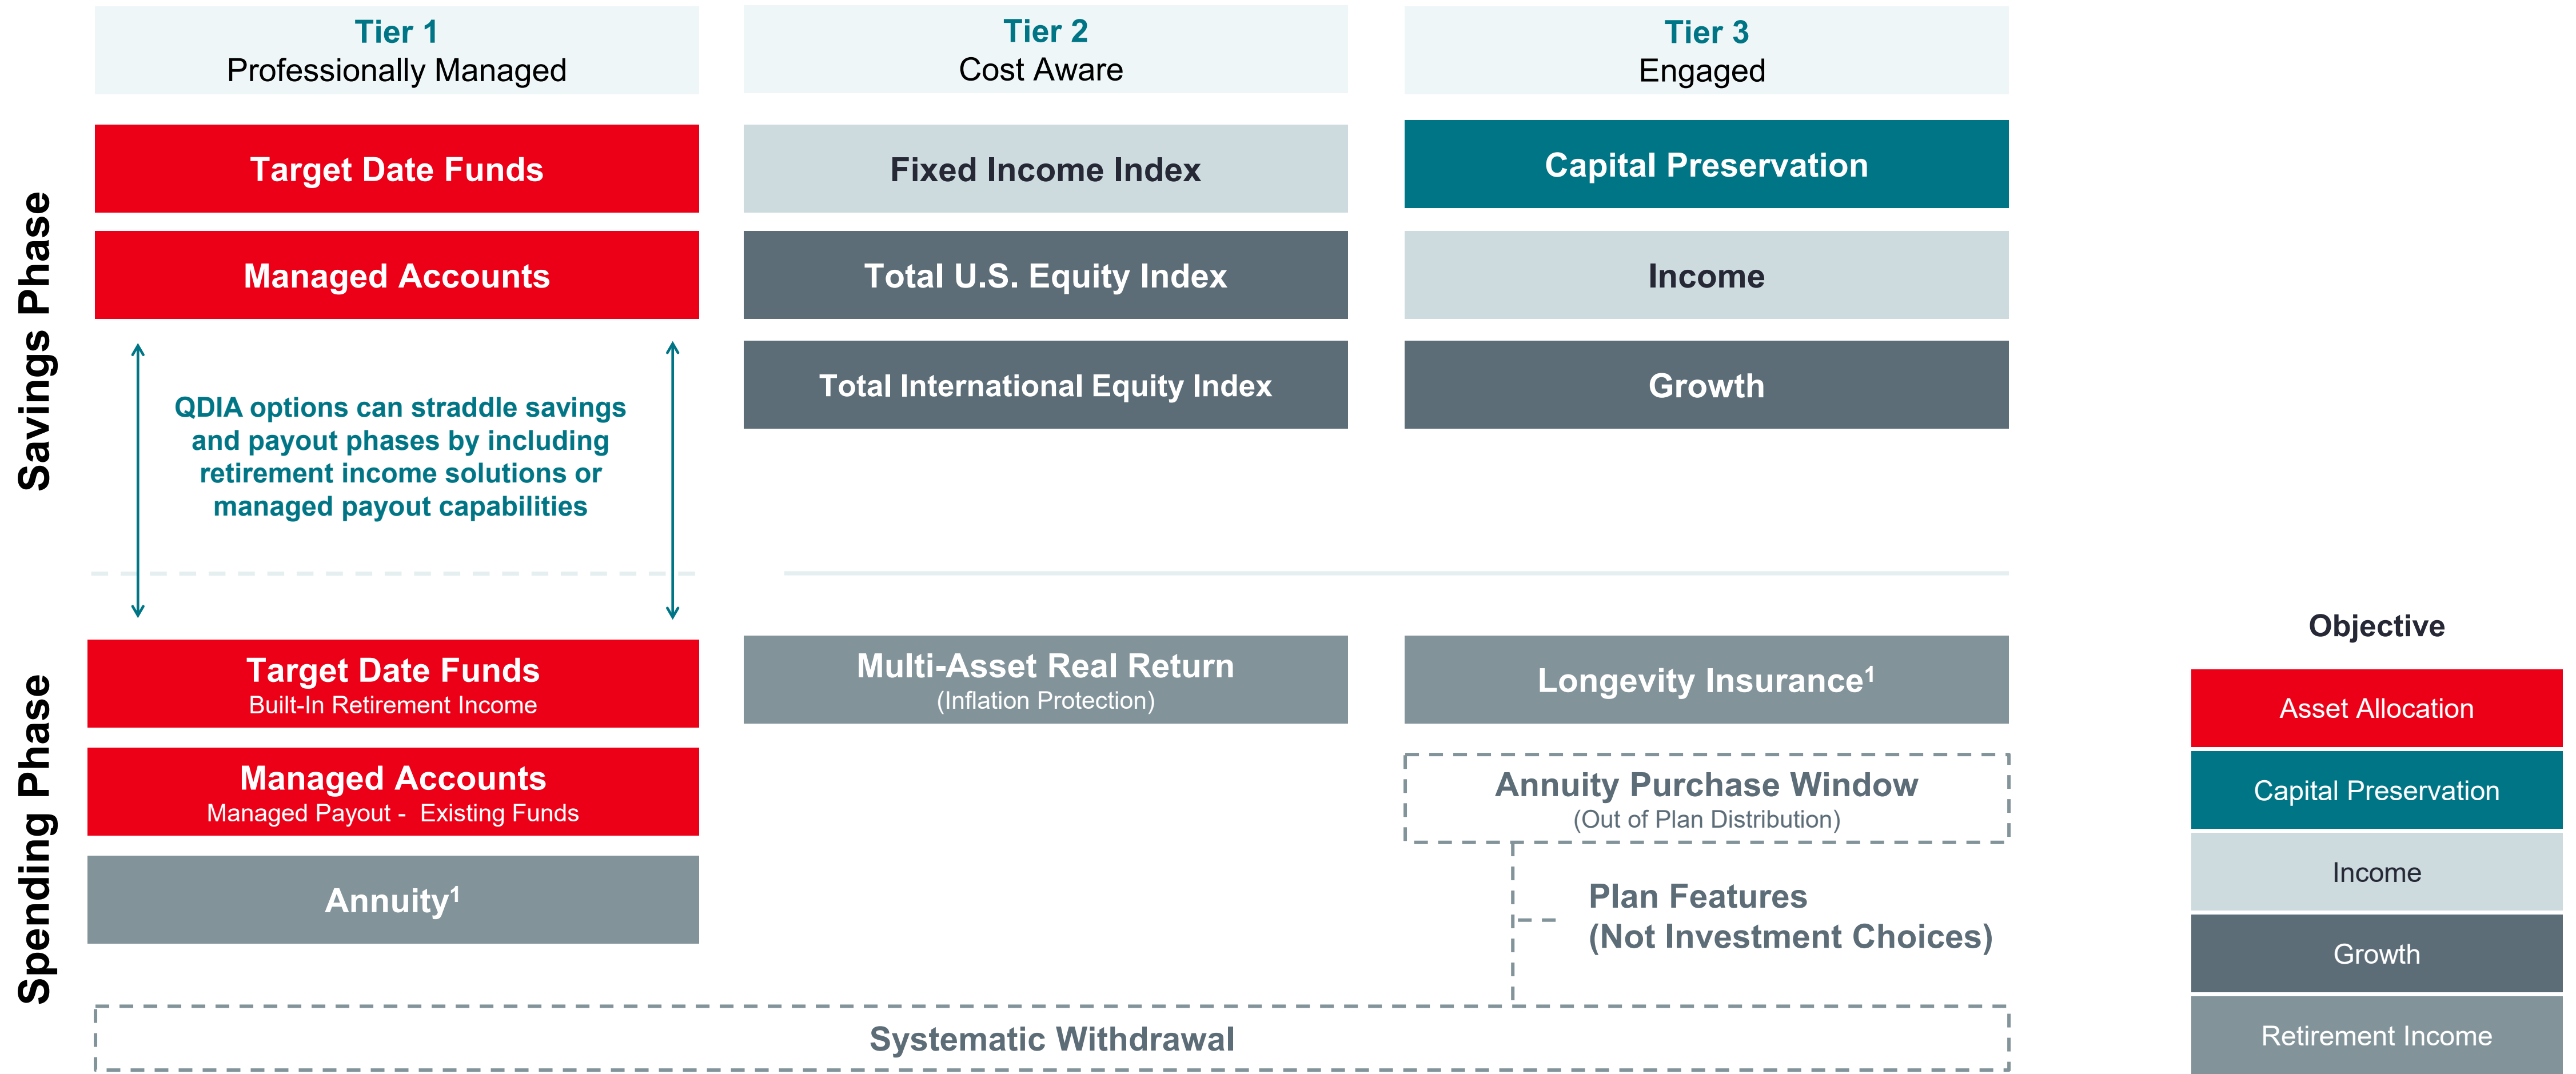 Tier 1
Professionally Managed
Tier 2
Cost Aware
Tier 3
Engaged
Savings Phase
Target Date Funds
Managed Accounts
QDIA options can straddle savings
and payout phases by including
retirement income solutions or
managed payout capabilities
Fixed Income Index
Total U.S. Equity Index
Total International Equity Index
Capital Preservation
Income
Growth
Spending Phase
Target Date Funds
Built-In Retirement Income
Managed Accounts
Managed Payout - Existing Funds
Annuity¹
Multi-Asset Real Return
(Inflation Protection)
Longevity Insurance¹
Annuity Purchase Window
(Out of Plan Distribution)
Plan Features
(Not Investment Choices)
Systematic Withdrawal
Objective
Asset Allocation
Capital Preservation
Income
Growth
Retirement Income